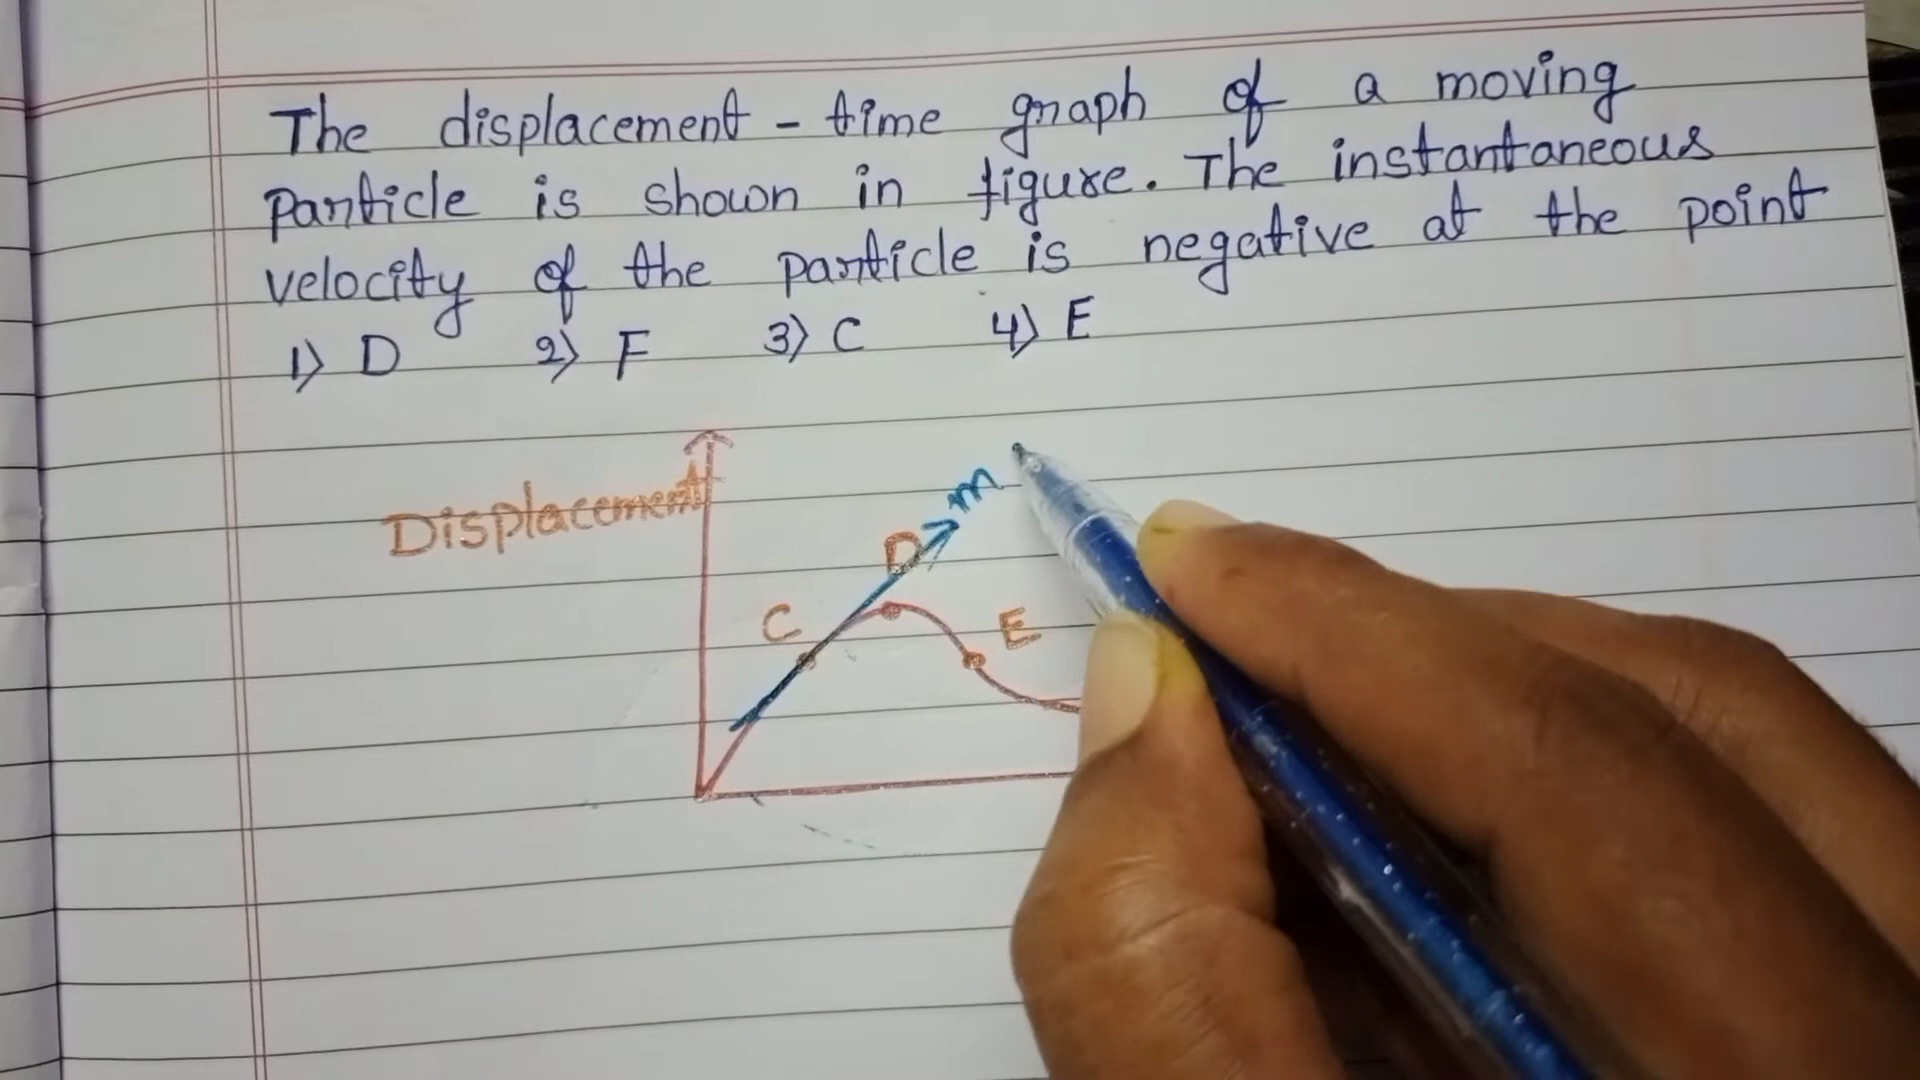 The displacement - time graph of a moving
particle is shown in figure. The instantaneous
velocity of the particle is negative at the point
1) D 2) F 3) C 4) E
m
Displacement
D
C
E